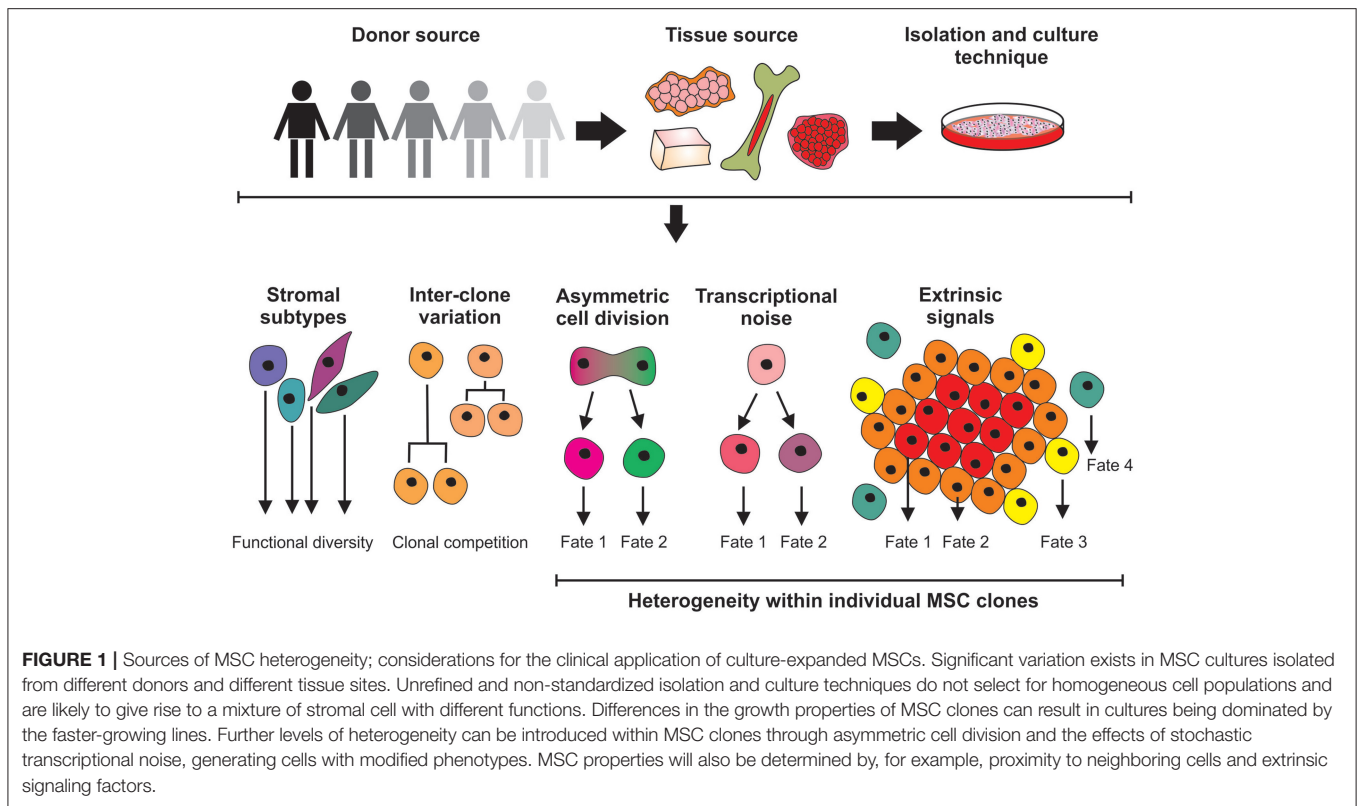 Donor source
Tissue source
Isolation and culture
technique
Stromal
subtypes
Inter-clone
variation
Asymmetric
cell division
Transcriptional
noise
Extrinsic
signals
Fate 4
Functional diversity
Clonal competition
Fate 1
Fate 2
Fate 1
Fate 2
Fate 1
Fate 2
Fate 3
Heterogeneity within individual MSC clones
FIGURE 1 | Sources of MSC heterogeneity; considerations for the clinical application of culture-expanded MSCs. Significant variation exists in MSC cultures isolated
from different donors and different tissue sites. Unrefined and non-standardized isolation and culture techniques do not select for homogeneous cell populations and
are likely to give rise to a mixture of stromal cell with different functions. Differences in the growth properties of MSC clones can result in cultures being dominated by
the faster-growing lines. Further levels of heterogeneity can be introduced within MSC clones through asymmetric cell division and the effects of stochastic
transcriptional noise, generating cells with modified phenotypes. MSC properties will also be determined by, for example, proximity to neighboring cells and extrinsic
signaling factors.